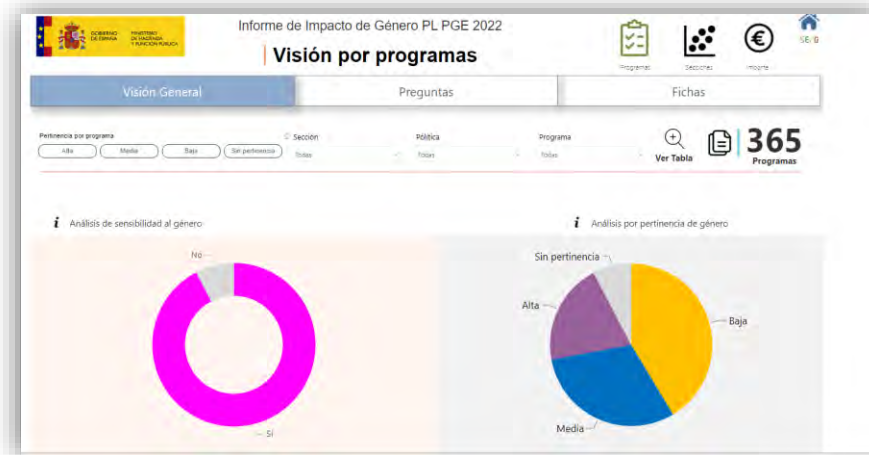 GOBIERNO DE ESPAÑA
MINISTERIO DE HACIENDA Y FUNCIÓN PÚBLICA
Informe de Impacto de Género PL PGE 2022
Visión por programas
Programas
Secciones
Importe
Visión General
Preguntas
Fichas
Pertinencia por programa
Alta
Media
Baja
Sin pertinencia
Sección
Todas
Política
Todas
Programa
Todas
Ver Tabla
365
Programas
i Análisis de sensibilidad al género
No
Sí
i Análisis por pertinencia de género
Sin pertinencia
Alta
Baja
Media